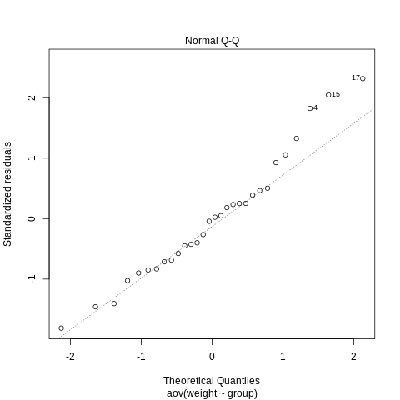 Normal Q-Q
17
15
4
2
1
0
-1
Standardized residuals
-2 -1 0 1 2
Theoretical Quantiles
aov(weight ~ group)